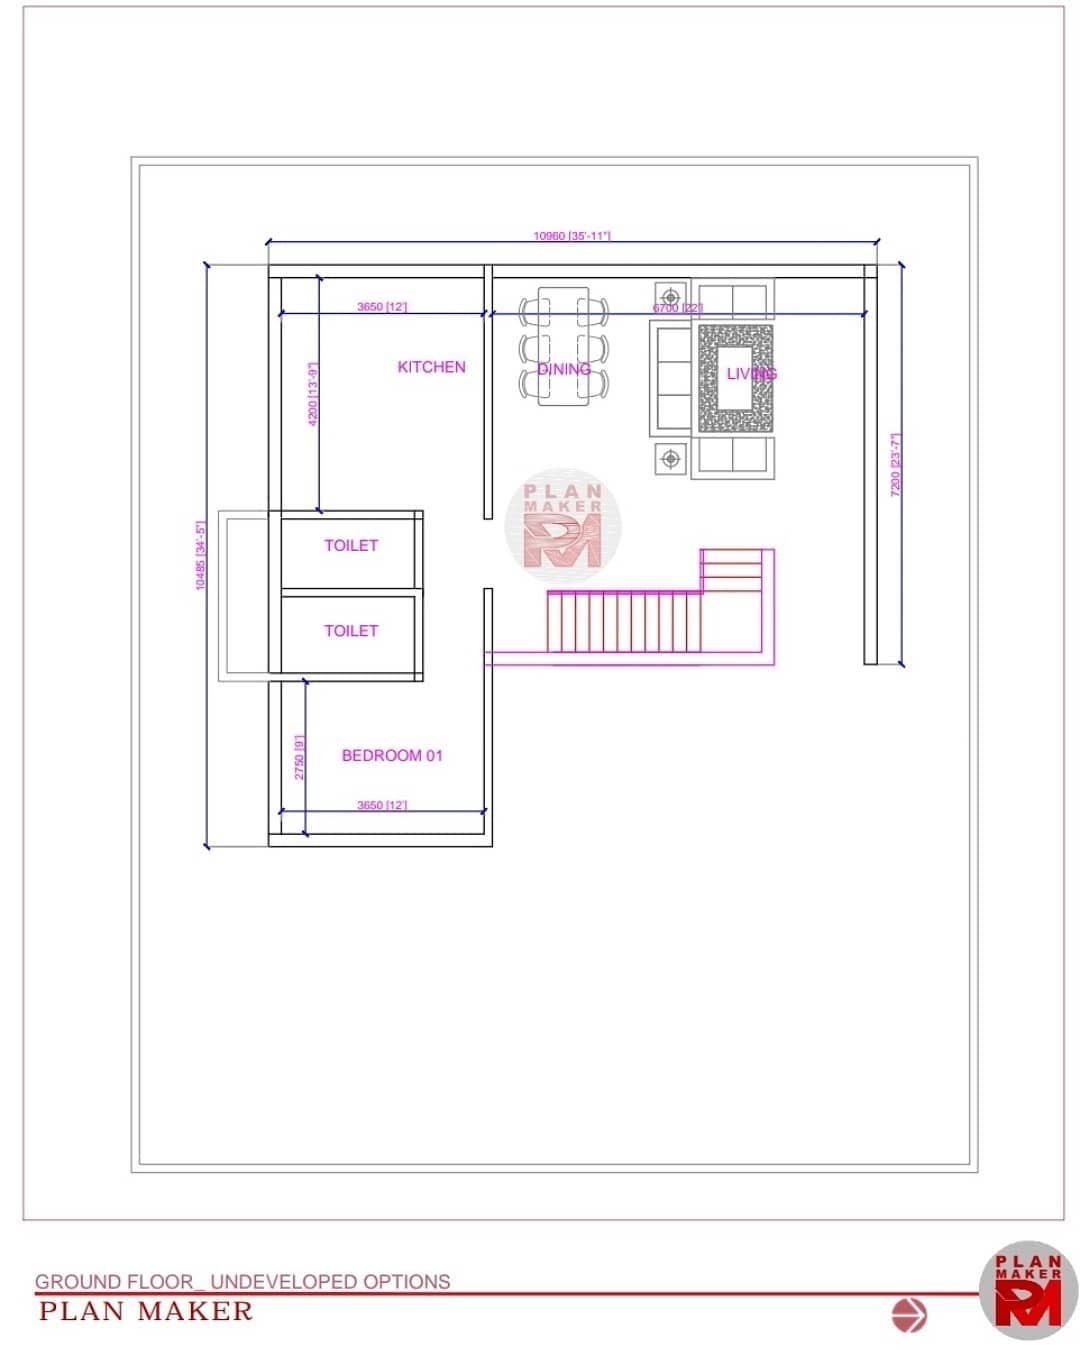 10960 [35'-11"]
3650 [12']
6700 [22']
KITCHEN
DINING
LIVING
4200 [13'-9"]
7200 [23'-7"]
PLAN
MAKER
PM
TOILET
10485 [34'-5"]
TOILET
BEDROOM 01
2750 [9']
3650 [12']
GROUND FLOOR_ UNDEVELOPED OPTIONS
PLAN MAKER
PLAN
MAKER
PM